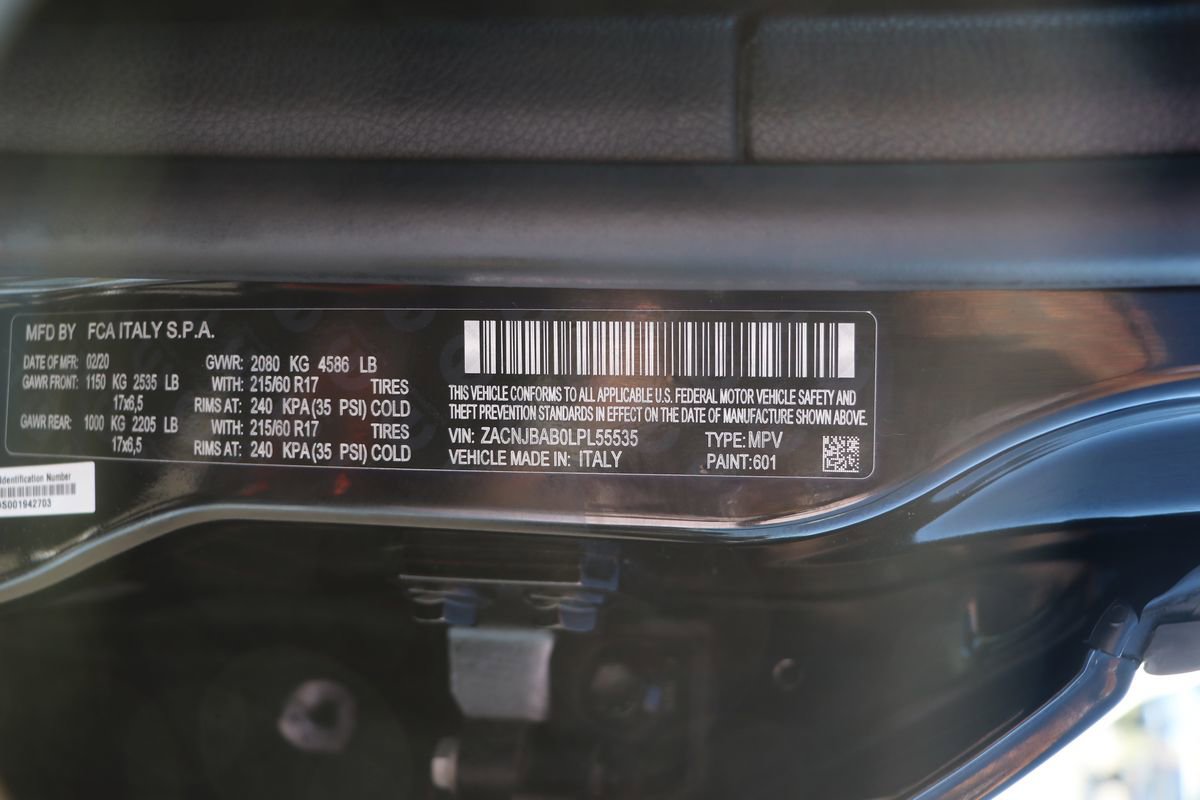 MFD BY FCA ITALY S.P.A.
DATE OF MFR: 02/20 GVWR: 2080 KG 4586 LB
GAWR FRONT: 1150 KG 2535 LB WITH: 215/60 R17 TIRES
17x6,5 RIMS AT: 240 KPA(35 PSI) COLD
GAWR REAR: 1000 KG 2205 LB WITH: 215/60 R17 TIRES
17x6,5 RIMS AT: 240 KPA(35 PSI) COLD
THIS VEHICLE CONFORMS TO ALL APPLICABLE U.S. FEDERAL MOTOR VEHICLE SAFETY AND
THEFT PREVENTION STANDARDS IN EFFECT ON THE DATE OF MANUFACTURE SHOWN ABOVE.
VIN: ZACNJBAB0LPL55535 TYPE: MPV
VEHICLE MADE IN: ITALY PAINT: 601
Identification Number
S001942703